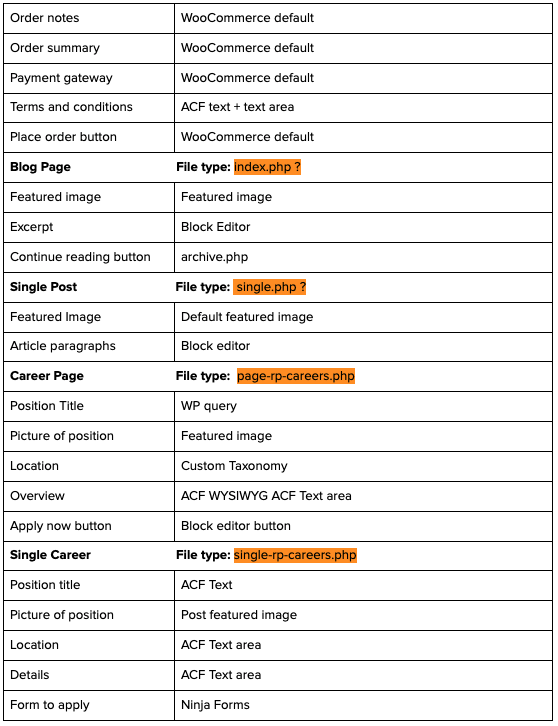 Order notes WooCommerce default
Order summary WooCommerce default
Payment gateway WooCommerce default
Terms and conditions ACF text + text area
Place order button WooCommerce default
Blog Page File type: index.php ?
Featured image Featured image
Excerpt Block Editor
Continue reading button archive.php
Single Post File type: single.php ?
Featured Image Default featured image
Article paragraphs Block editor
Career Page File type: page-rp-careers.php
Position Title WP query
Picture of position Featured image
Location Custom Taxonomy
Overview ACF WYSIWYG ACF Text area
Apply now button Block editor button
Single Career File type: single-rp-careers.php
Position title ACF Text
Picture of position Post featured image
Location ACF Text area
Details ACF Text area
Form to apply Ninja Forms